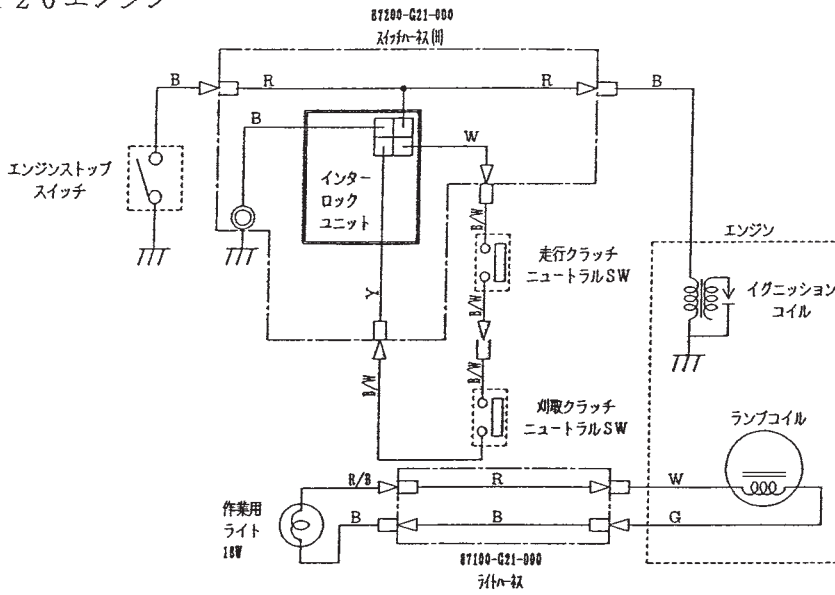 20エンジン
87200-G21-000
スイッチハーネス(Ⅲ)
B
R
R
B
B
W
エンジンストップ
スイッチ
インター
ロック
ユニット
B/W
走行クラッチ
ニュートラルSW
エンジン
イグニッション
コイル
Y
B/W
B/W
B/W
刈取クラッチ
ニュートラルSW
ランプコイル
R/B
R
W
作業用
ライト
18W
B
B
G
87100-G21-000
ライトハーネス